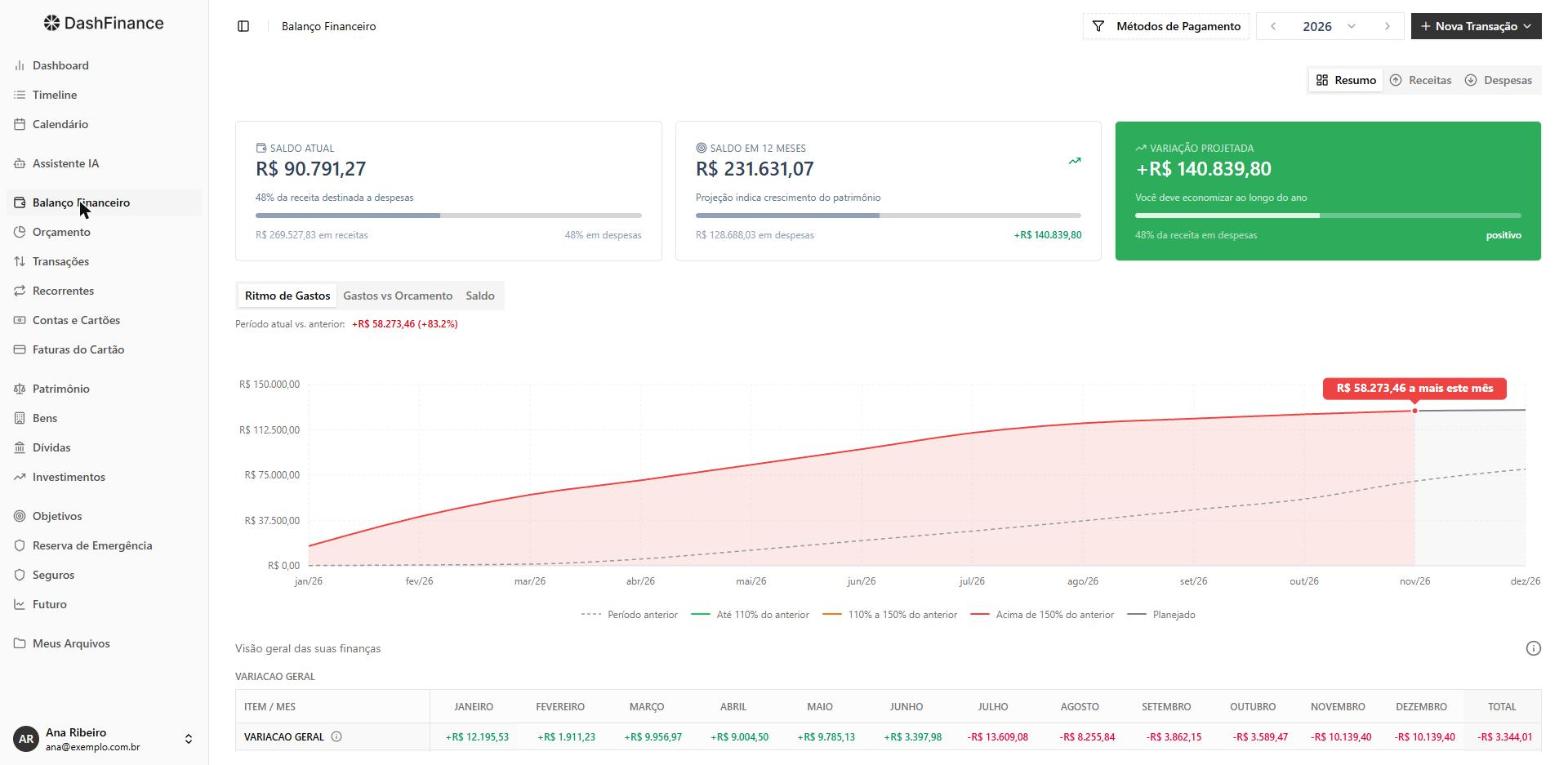 DashFinance
Balanço Financeiro
Métodos de Pagamento
2026
+ Nova Transação
Dashboard
Timeline
Calendário
Assistente IA
Balanço Financeiro
Orçamento
Transações
Recorrentes
Contas e Cartões
Faturas do Cartão
Patrimônio
Bens
Dívidas
Investimentos
Objetivos
Reserva de Emergência
Seguros
Futuro
Meus Arquivos
AR
Ana Ribeiro
ana@exemplo.com.br
Resumo Receitas Despesas
SALDO ATUAL
R$ 90.791,27
48% da receita destinada a despesas
R$ 269.527,83 em receitas 48% em despesas
SALDO EM 12 MESES
R$ 231.631,07
Projeção indica crescimento do patrimônio
R$ 128.688,03 em despesas +R$ 140.839,80
VARIAÇÃO PROJETADA
+R$ 140.839,80
Você deve economizar ao longo do ano
48% da receita em despesas positivo
Ritmo de Gastos Gastos vs Orcamento Saldo
Período atual vs. anterior: +R$ 58.273,46 (+83.2%)
R$ 58.273,46 a mais este mês
R$ 150.000,00
R$ 112.500,00
R$ 75.000,00
R$ 37.500,00
R$ 0,00
jan/26 fev/26 mar/26 abr/26 mai/26 jun/26 jul/26 ago/26 set/26 out/26 nov/26 dez/26
Período anterior Até 110% do anterior 110% a 150% do anterior Acima de 150% do anterior Planejado
Visão geral das suas finanças
VARIACAO GERAL
ITEM / MES JANEIRO FEVEREIRO MARÇO ABRIL MAIO JUNHO JULHO AGOSTO SETEMBRO OUTUBRO NOVEMBRO DEZEMBRO TOTAL
VARIACAO GERAL +R$ 12.195,53 +R$ 1.911,23 +R$ 9.956,97 +R$ 9.004,50 +R$ 9.785,13 +R$ 3.397,98 -R$ 13.609,08 -R$ 8.255,84 -R$ 3.862,15 -R$ 3.589,47 -R$ 10.139,40 -R$ 10.139,40 -R$ 3.344,01